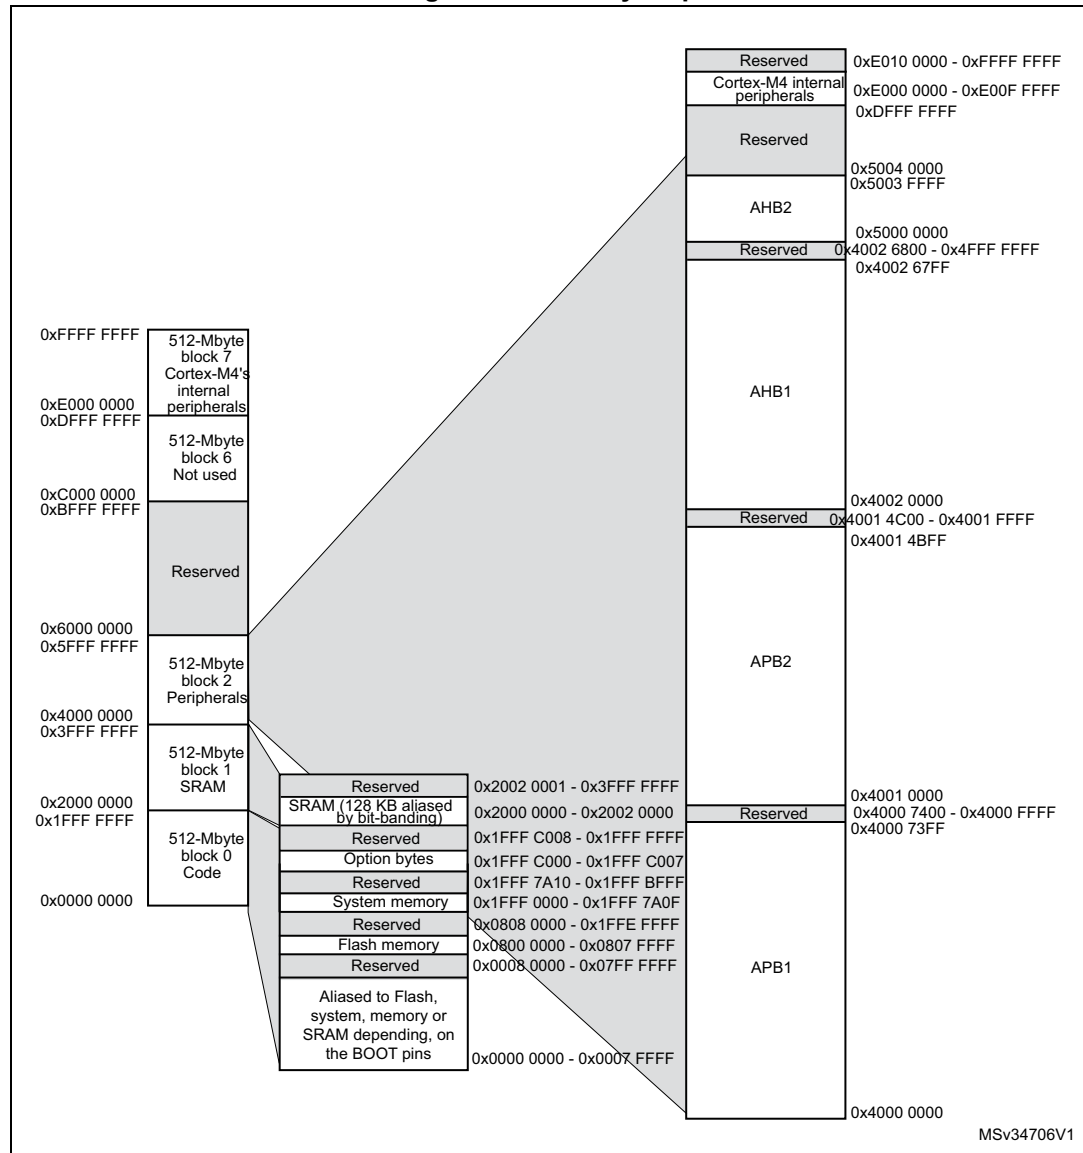 0xFFFF FFFF
512-Mbyte
block 7
Cortex-M4's
internal
peripherals
0xE000 0000
0xDFFF FFFF
512-Mbyte
block 6
Not used
0xC000 0000
0xBFFF FFFF
Reserved
0x6000 0000
0x5FFF FFFF
512-Mbyte
block 2
Peripherals
0x4000 0000
0x3FFF FFFF
512-Mbyte
block 1
SRAM
0x2000 0000
0x1FFF FFFF
512-Mbyte
block 0
Code
0x0000 0000
Reserved 0x2002 0001 - 0x3FFF FFFF
SRAM (128 KB aliased
by bit-banding) 0x2000 0000 - 0x2002 0000
Reserved 0x1FFF C008 - 0x1FFF FFFF
Option bytes 0x1FFF C000 - 0x1FFF C007
Reserved 0x1FFF 7A10 - 0x1FFF BFFF
System memory 0x1FFF 0000 - 0x1FFF 7A0F
Reserved 0x0808 0000 - 0x1FFE FFFF
Flash memory 0x0800 0000 - 0x0807 FFFF
Reserved 0x0008 0000 - 0x07FF FFFF
Aliased to Flash,
system, memory or
SRAM depending, on
the BOOT pins
0x0000 0000 - 0x0007 FFFF
Reserved 0xE010 0000 - 0xFFFF FFFF
Cortex-M4 internal
peripherals 0xE000 0000 - 0xE00F FFFF
0xDFFF FFFF
Reserved
0x5004 0000
0x5003 FFFF
AHB2
0x5000 0000
Reserved 0x4002 6800 - 0x4FFF FFFF
0x4002 67FF
AHB1
0x4002 0000
Reserved 0x4001 4C00 - 0x4001 FFFF
0x4001 4BFF
APB2
0x4001 0000
Reserved 0x4000 7400 - 0x4000 FFFF
0x4000 73FF
APB1
0x4000 0000
MSv34706V1